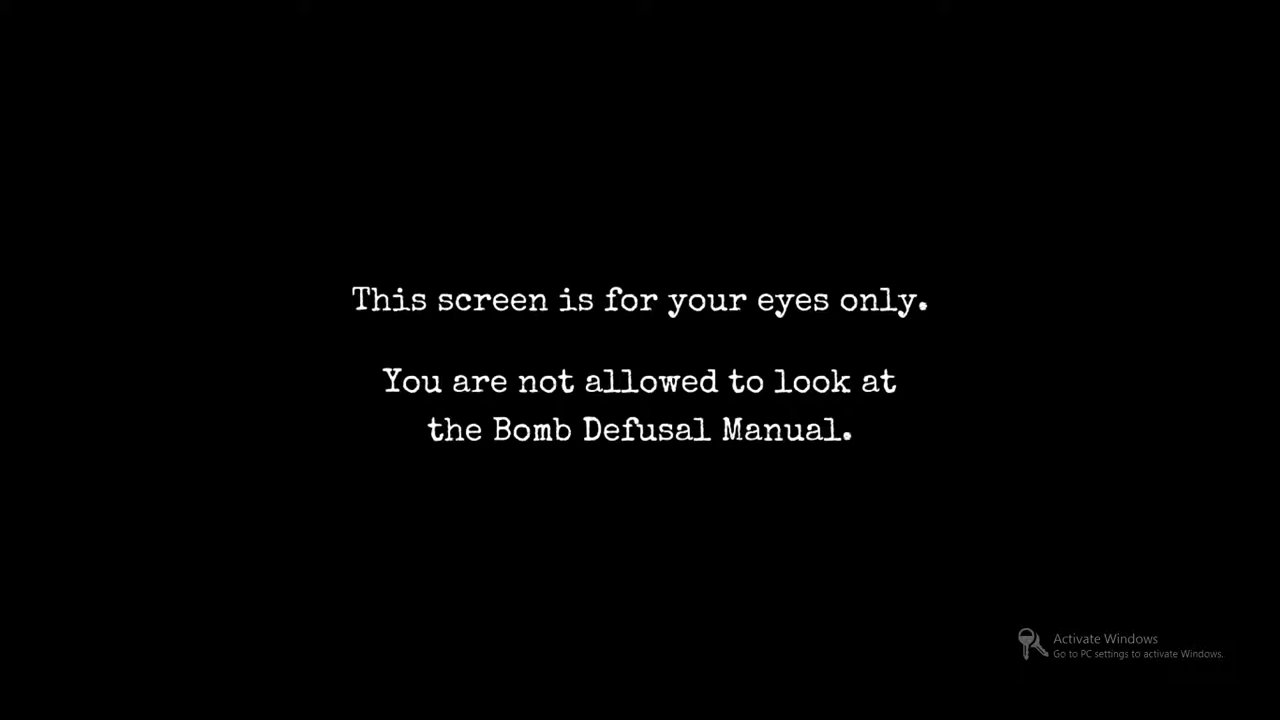 This screen is for your eyes only.
You are not allowed to look at
the Bomb Defusal Manual.
Activate Windows
Go to PC settings to activate Windows.